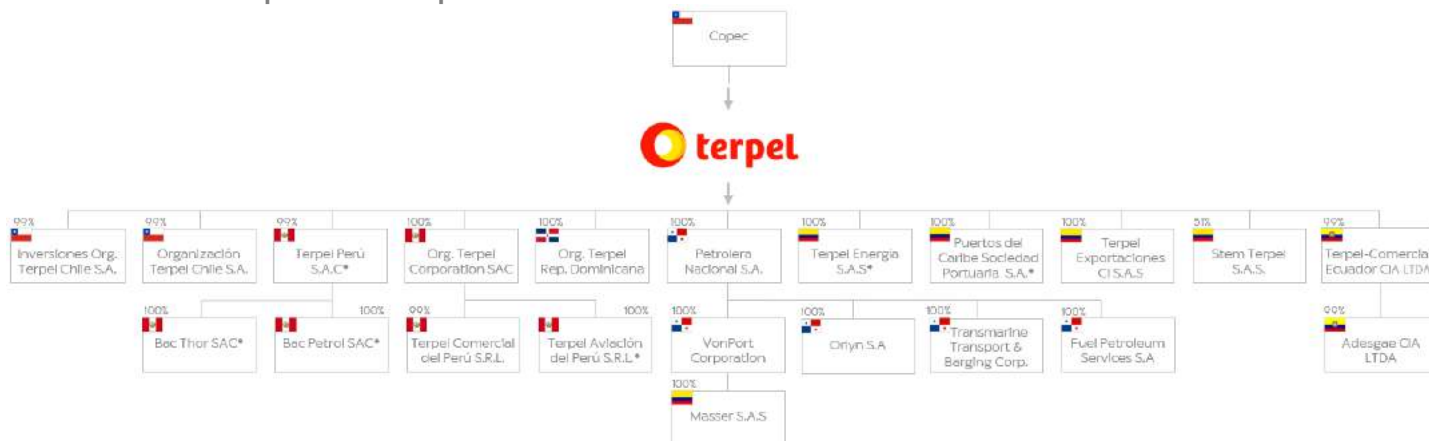 Copec
terpel
99%
99%
99%
100%
100%
100%
100%
100%
100%
51%
99%
Inversiones Org.
Terpel Chile S.A.
Organización
Terpel Chile S.A.
Terpel Perú
S.A.C*
Org. Terpel
Corporation SAC
Org. Terpel
Rep. Dominicana
Petrolera
Nacional S.A.
Terpel Energía
S.A.S*
Puertos del
Caribe Sociedad
Portuaria S.A.*
Terpel
Exportaciones
CI S.A.S
Stem Terpel
S.A.S.
Terpel-Comercial
Ecuador CIA LTDA
100%
100%
99%
100%
100%
100%
100%
100%
99%
Bac Thor SAC*
Bac Petrol SAC*
Terpel Comercial
del Perú S.R.L.
Terpel Aviación
del Perú S.R.L.*
VonPort
Corporation
Orlyn S.A
Transmarine
Transport &
Barging Corp.
Fuel Petroleum
Services S.A
Adesgae CIA
LTDA
100%
Masser S.A.S